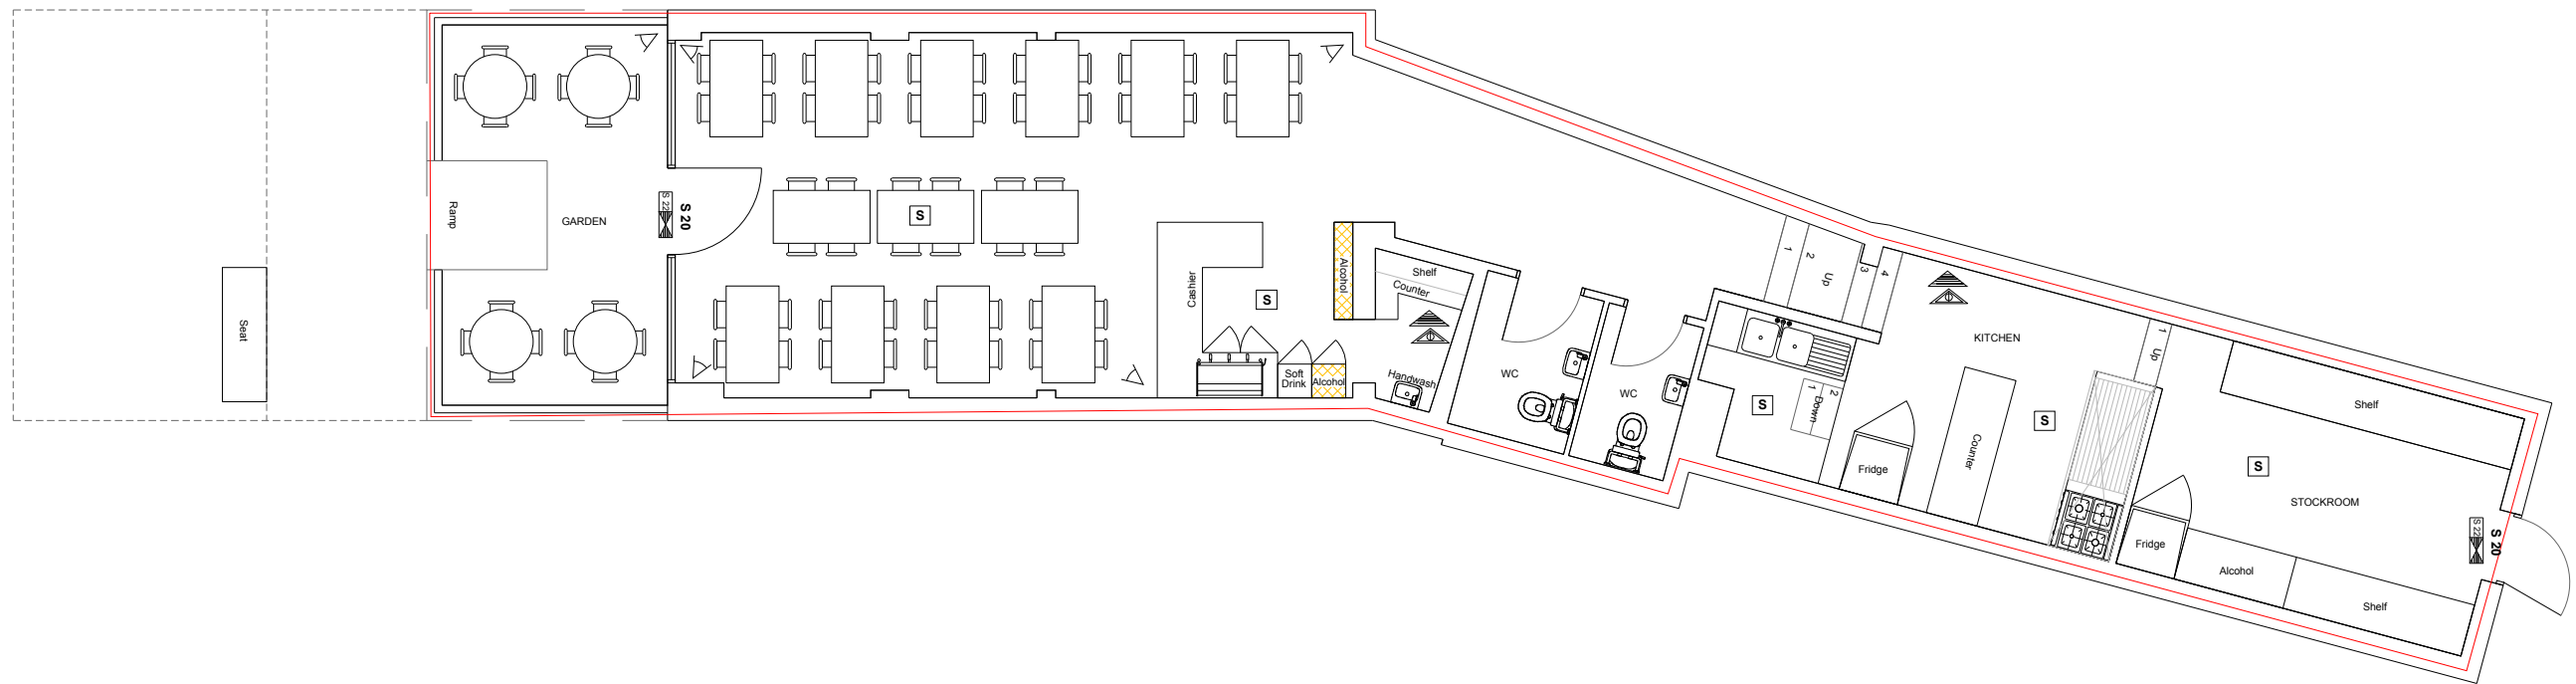 Seat
Ramp
GARDEN
S 22
S 20
S
Cashier
S
Soft
Drink
Alcohol
Alcohol
Shelf
Counter
Handwash
WC
WC
1
2
Up
3
4
S
1
2
Down
Fridge
KITCHEN
Counter
S
1
Up
Fridge
Shelf
S
STOCKROOM
Alcohol
Shelf
S 22
S 20